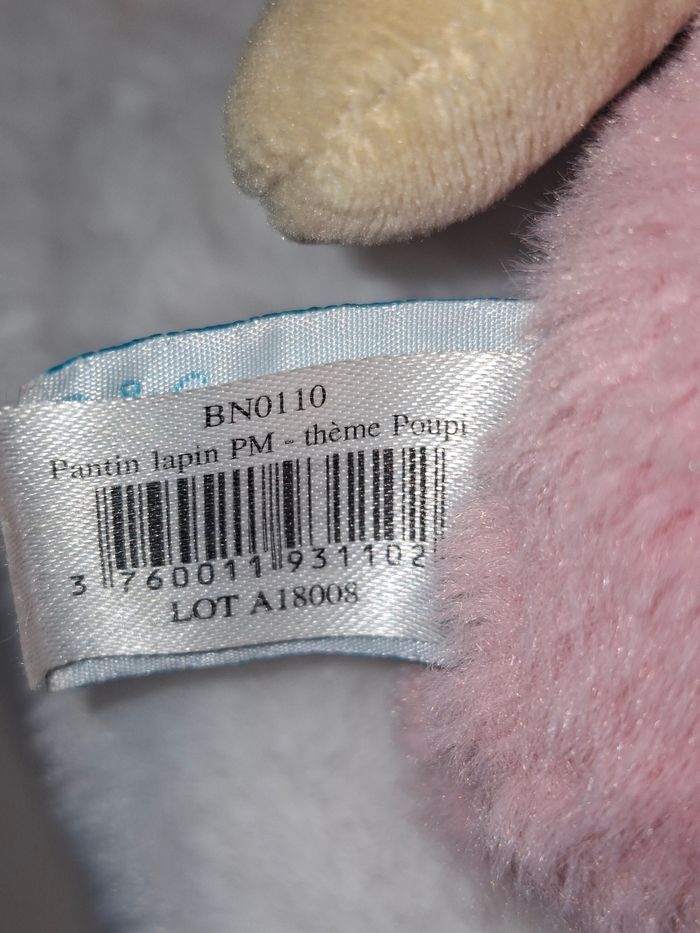 BN0110
Pantin lapin PM - thème Poupi
3 760011 931102
LOT A18008